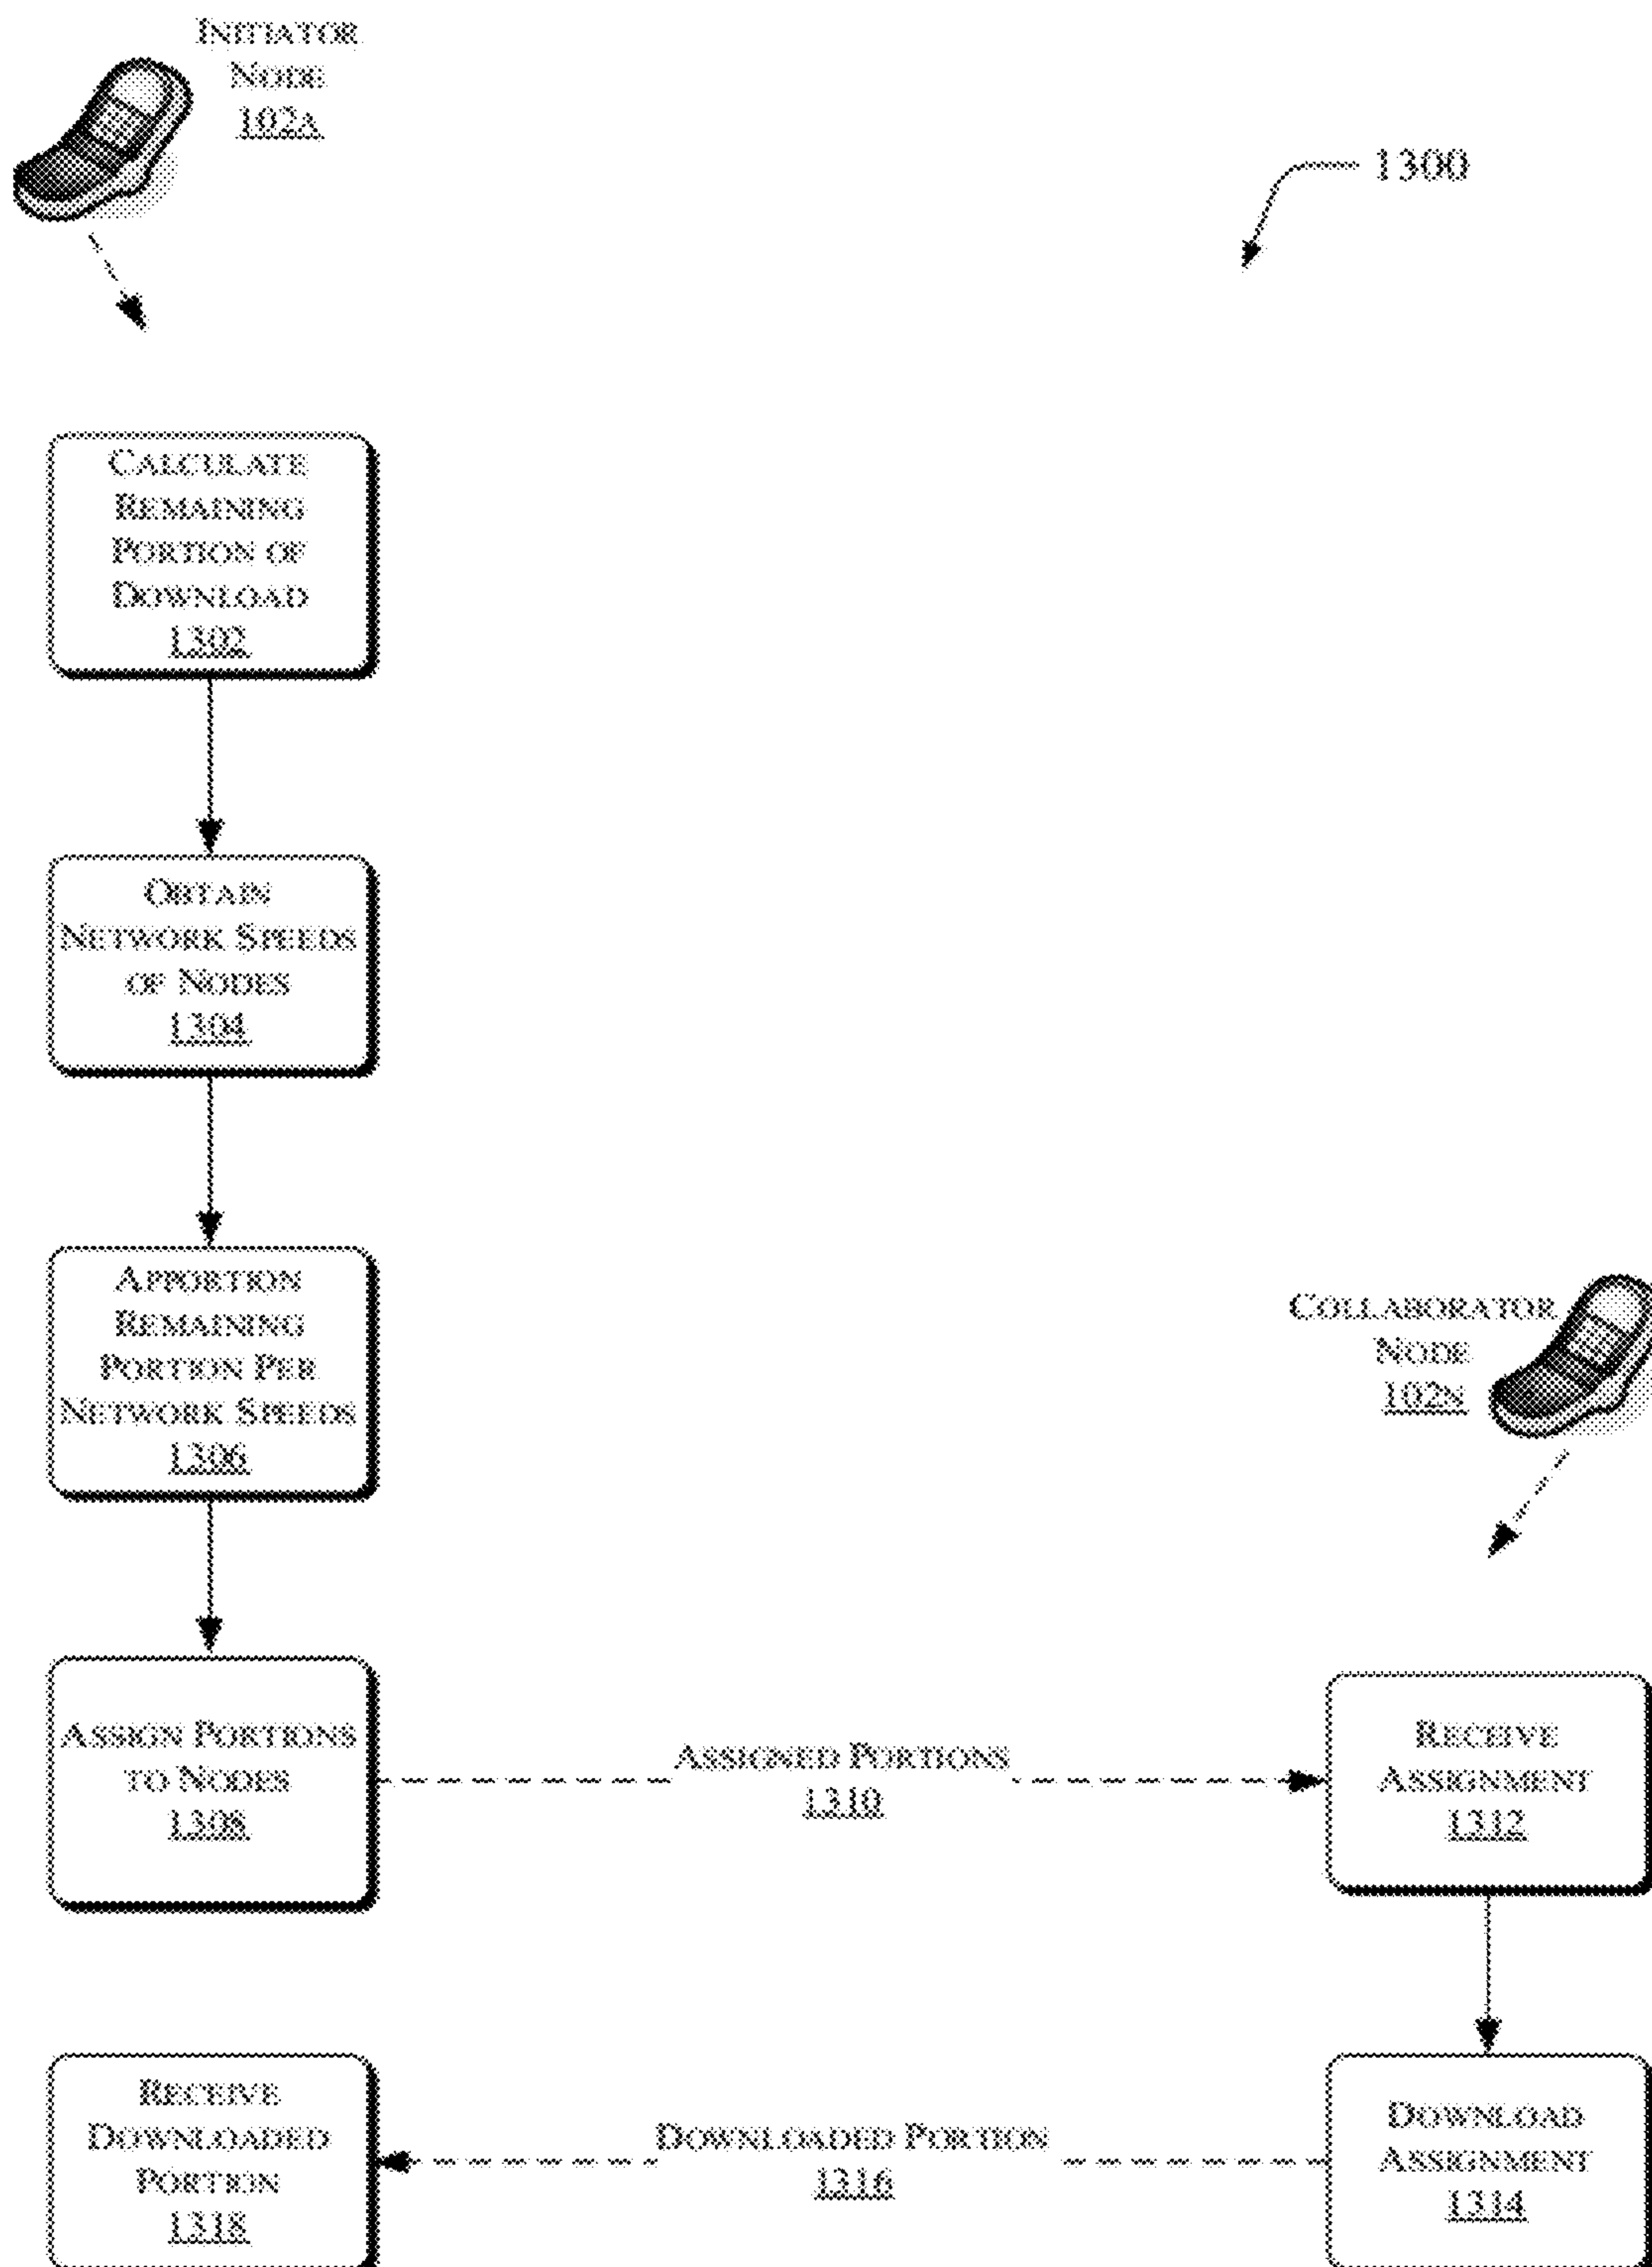 INITIATOR
NODE
102A
1300
CALCULATE
REMAINING
PORTION OF
DOWNLOAD
1302
OBTAIN
NETWORK SPEEDS
OF NODES
1304
APPORTION
REMAINING
PORTION PER
NETWORK SPEEDS
1306
COLLABORATOR
NODE
102N
ASSIGN PORTIONS
TO NODES
1308
ASSIGNED PORTIONS
1310
RECEIVE
ASSIGNMENT
1312
RECEIVE
DOWNLOADED
PORTION
1318
DOWNLOADED PORTION
1316
DOWNLOAD
ASSIGNMENT
1314